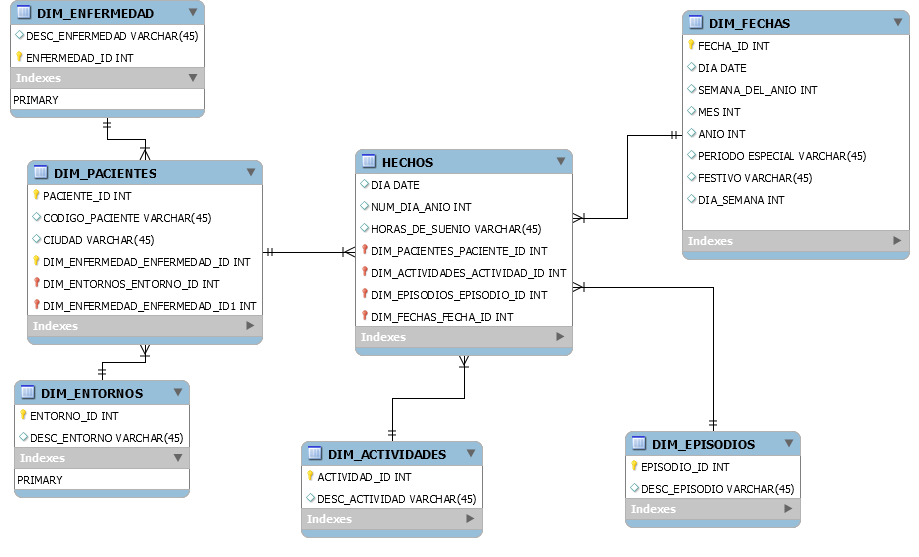 DIM_ENFERMEDAD
DESC_ENFERMEDAD VARCHAR(45)
ENFERMEDAD_ID INT
Indexes
PRIMARY
DIM_PACIENTES
PACIENTE_ID INT
CODIGO_PACIENTE VARCHAR(45)
CIUDAD VARCHAR(45)
DIM_ENFERMEDAD_ENFERMEDAD_ID INT
DIM_ENTORNOS_ENTORNO_ID INT
DIM_ENFERMEDAD_ENFERMEDAD_ID1 INT
Indexes
DIM_ENTORNOS
ENTORNO_ID INT
DESC_ENTORNO VARCHAR(45)
Indexes
PRIMARY
HECHOS
DIA DATE
NUM_DIA_ANIO INT
HORAS_DE_SUENIO VARCHAR(45)
DIM_PACIENTES_PACIENTE_ID INT
DIM_ACTIVIDADES_ACTIVIDAD_ID INT
DIM_EPISODIOS_EPISODIO_ID INT
DIM_FECHAS_FECHA_ID INT
Indexes
DIM_ACTIVIDADES
ACTIVIDAD_ID INT
DESC_ACTIVIDAD VARCHAR(45)
Indexes
DIM_FECHAS
FECHA_ID INT
DIA DATE
SEMANA_DEL_ANIO INT
MES INT
ANIO INT
PERIODO ESPECIAL VARCHAR(45)
FESTIVO VARCHAR(45)
DIA_SEMANA INT
Indexes
DIM_EPISODIOS
EPISODIO_ID INT
DESC_EPISODIO VARCHAR(45)
Indexes